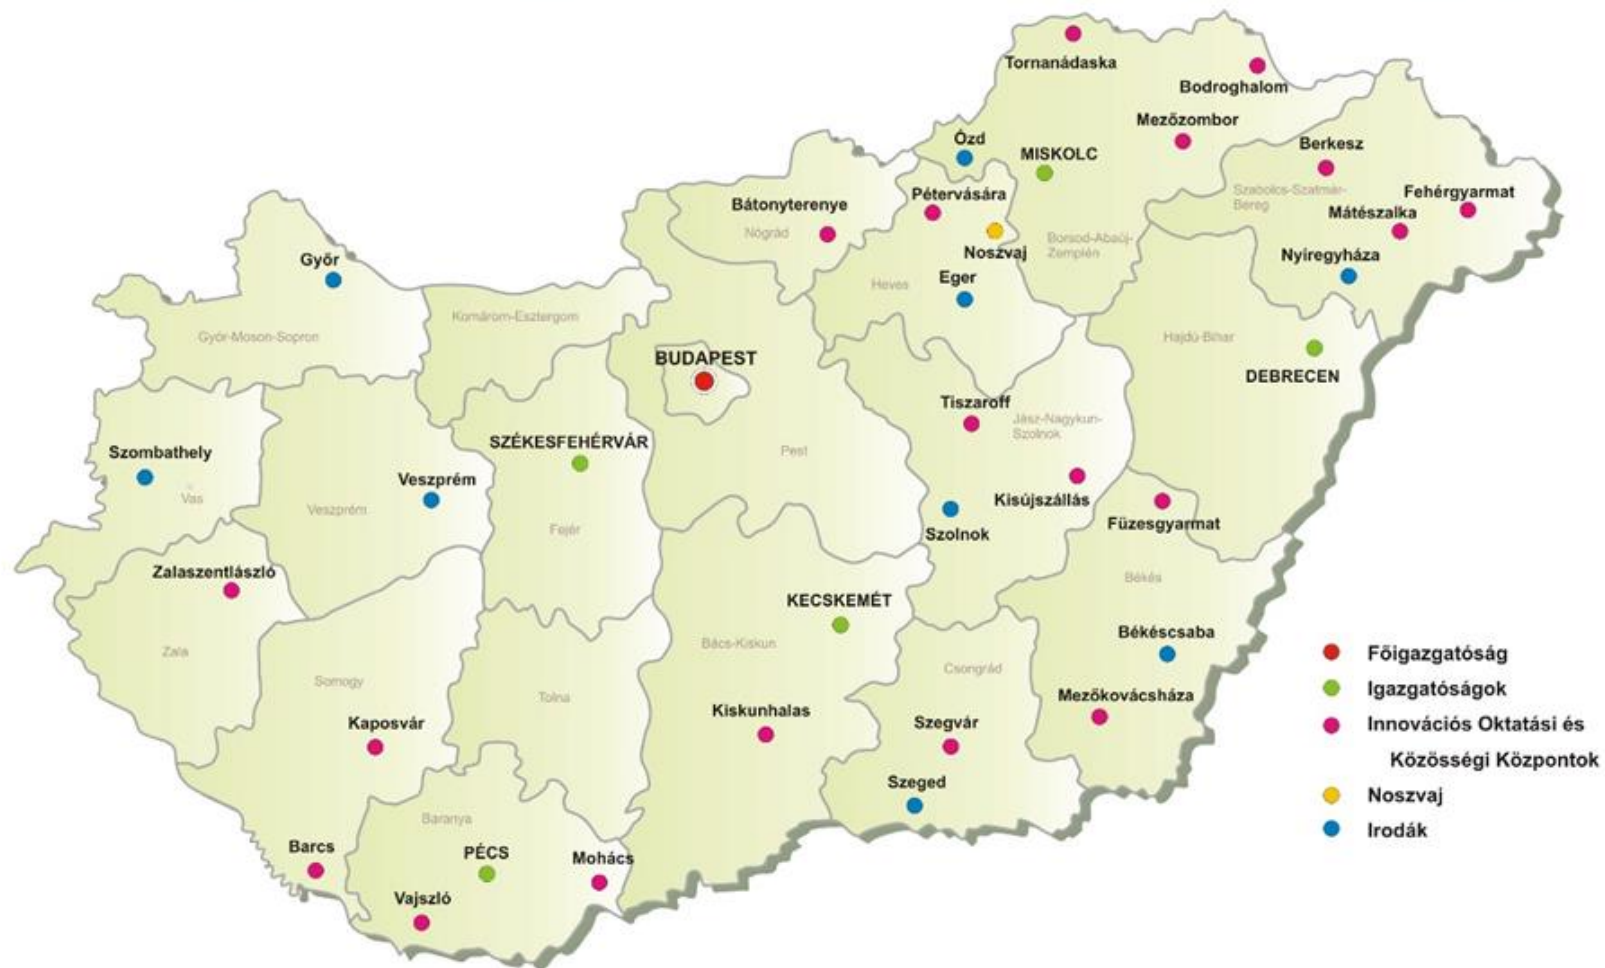 Tornanádaska
Bodroghalom
Mezőzombor
Ózd
MISKOLC
Berkesz
Szabolcs-Szatmár-
Bereg
Fehérgyarmat
Mátészalka
Pétervására
Bátonyterenye
Nógrád
Noszvaj
Borsod-Abaúj-
Zemplén
Nyiregyháza
Győr
Heves
Eger
Győr-Moson-Sopron
Komárom-Esztergom
Hajdú-Bihar
BUDAPEST
DEBRECEN
Tiszaroff
Jász-Nagykun-
Szolnok
Szombathely
SZÉKESFEHÉRVÁR
Pest
Veszprém
Vas
Veszprém
Kisújszállás
Füzesgyarmat
Fejér
Szolnok
Zalaszentlászló
Békés
KECSKEMÉT
Békéscsaba
Zala
Bács-Kiskun
Csongrád
Somogy
Tolna
Mezőkovácsháza
Kaposvár
Kiskunhalas
Szegvár
Szeged
Baranya
Barcs
PÉCS
Mohács
Vajszló
Főigazgatóság
Igazgatóságok
Innovációs Oktatási és
Közösségi Központok
Noszvaj
Irodák